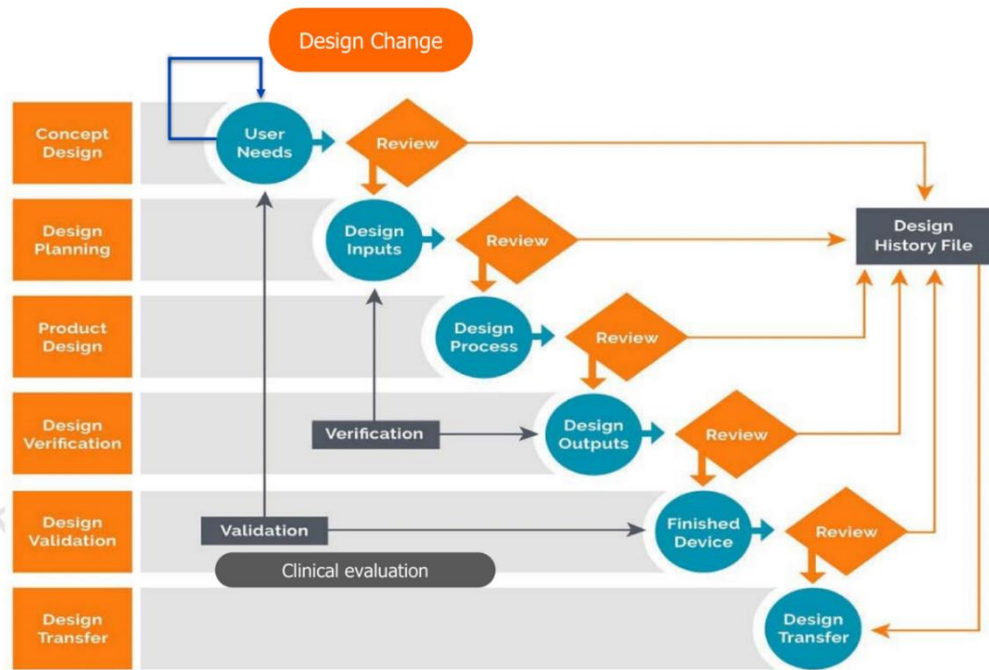 Design Change
Concept
Design
User
Needs
Review
Design
Planning
Design
Inputs
Review
Design
History File
Product
Design
Design
Process
Review
Design
Verification
Verification
Design
Outputs
Review
Design
Validation
Validation
Finished
Device
Review
Clinical evaluation
Design
Transfer
Design
Transfer